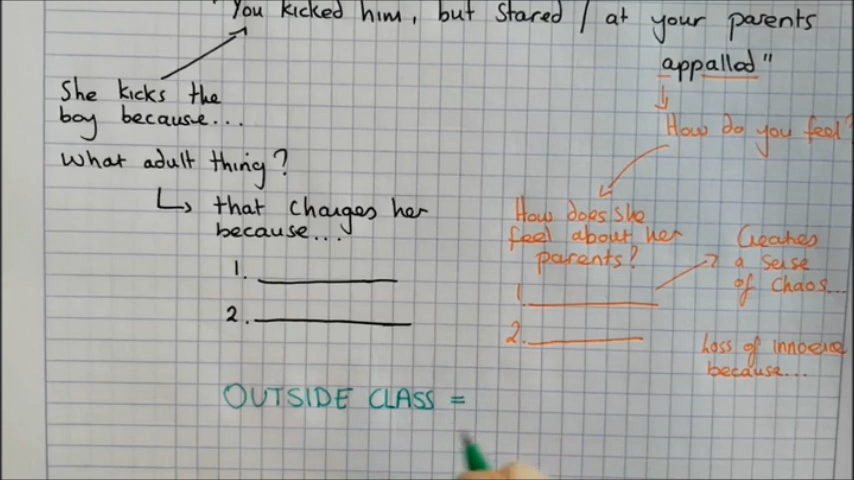 "You kicked him, but stared / at your parents
appalled"
She kicks the
boy because...
How do you feel?
What adult thing?
that changes her
because...
How does she
feel about her
parents?
Creates
a sense
of chaos...
1.
2.
1.
2.
Loss of innocence
because...
OUTSIDE CLASS =